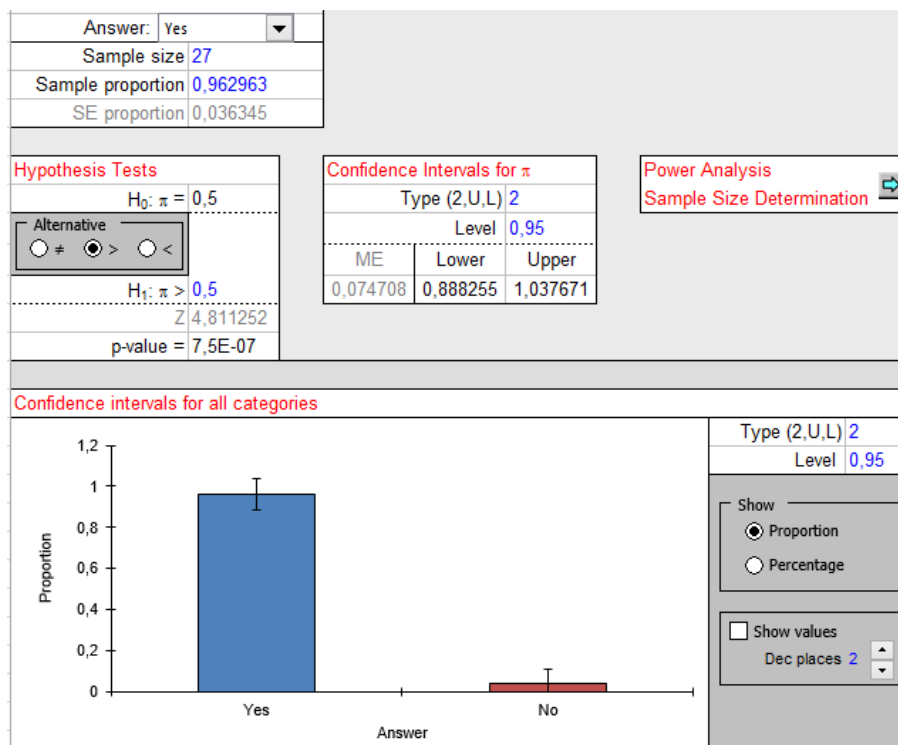 Answer: Yes
Sample size 27
Sample proportion 0,962963
SE proportion 0,036345
Hypothesis Tests
H₀: π = 0,5
Alternative
≠ > <
H₁: π > 0,5
Z 4,811252
p-value = 7,5E-07
Confidence Intervals for π
Type (2,U,L) 2
Level 0,95
ME Lower Upper
0,074708 0,888255 1,037671
Power Analysis
Sample Size Determination
Confidence intervals for all categories
1,2
1
0,8
0,6
0,4
0,2
0
Proportion
Yes No
Answer
Type (2,U,L) 2
Level 0,95
Show
Proportion
Percentage
Show values
Dec places 2